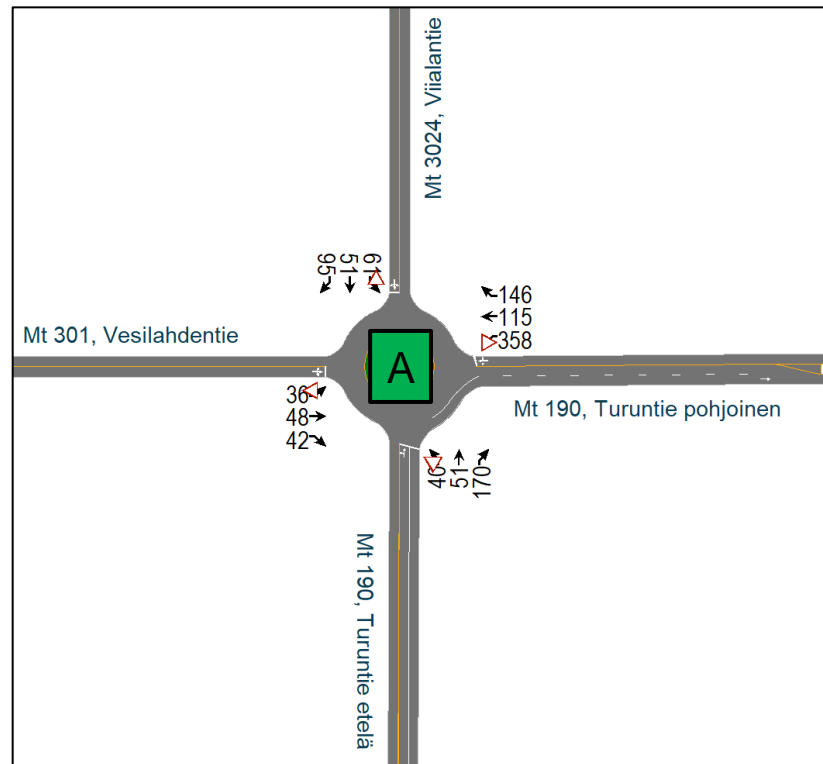 Mt 3024, Viialantie
95
51
61
146
115
358
Mt 301, Vesilahdentie
A
36
48
42
Mt 190, Turuntie pohjoinen
40
51
170
Mt 190, Turuntie etelä